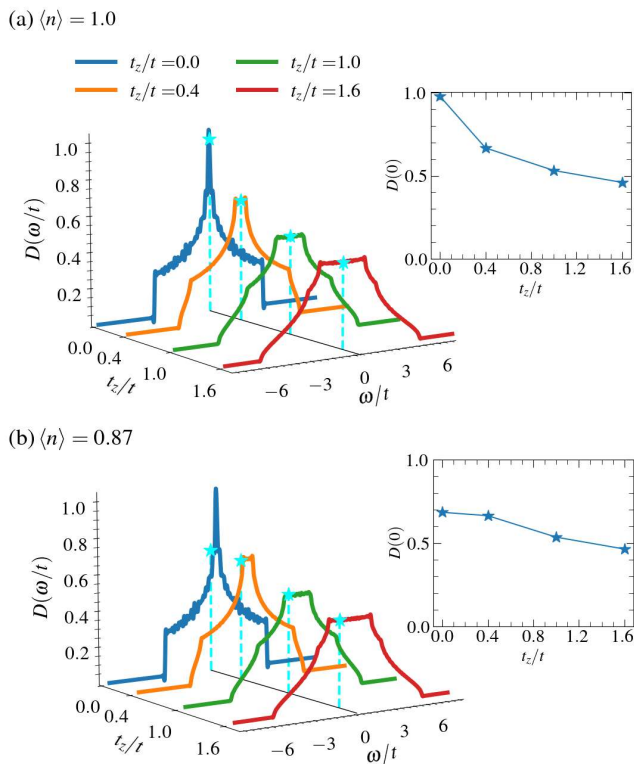 (a) ⟨n⟩ = 1.0
t_z/t =0.0
t_z/t =1.0
t_z/t =0.4
t_z/t =1.6
1.0
0.8
0.6
0.4
0.2
D(ω/t)
0.0
0.4
1.0
1.6
t_z/t
−6
−3
0
3
6
ω/t
1.0
0.5
0.0
D(0)
0.0 0.4 0.8 1.2 1.6
t_z/t
(b) ⟨n⟩ = 0.87
1.0
0.8
0.6
0.4
0.2
D(ω/t)
0.0
0.4
1.0
1.6
t_z/t
−6
−3
0
3
6
ω/t
1.0
0.5
0.0
D(0)
0.0 0.4 0.8 1.2 1.6
t_z/t